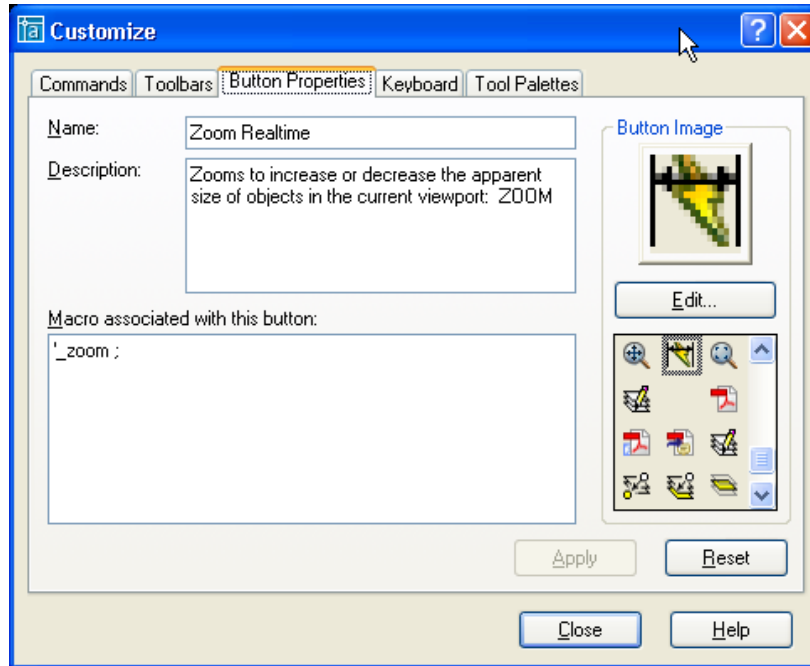 Customize
Commands Toolbars Button Properties Keyboard Tool Palettes
Name:
Zoom Realtime
Description:
Zooms to increase or decrease the apparent
size of objects in the current viewport:  ZOOM
Button Image
Edit...
Macro associated with this button:
'_zoom ;
Apply
Reset
Close
Help